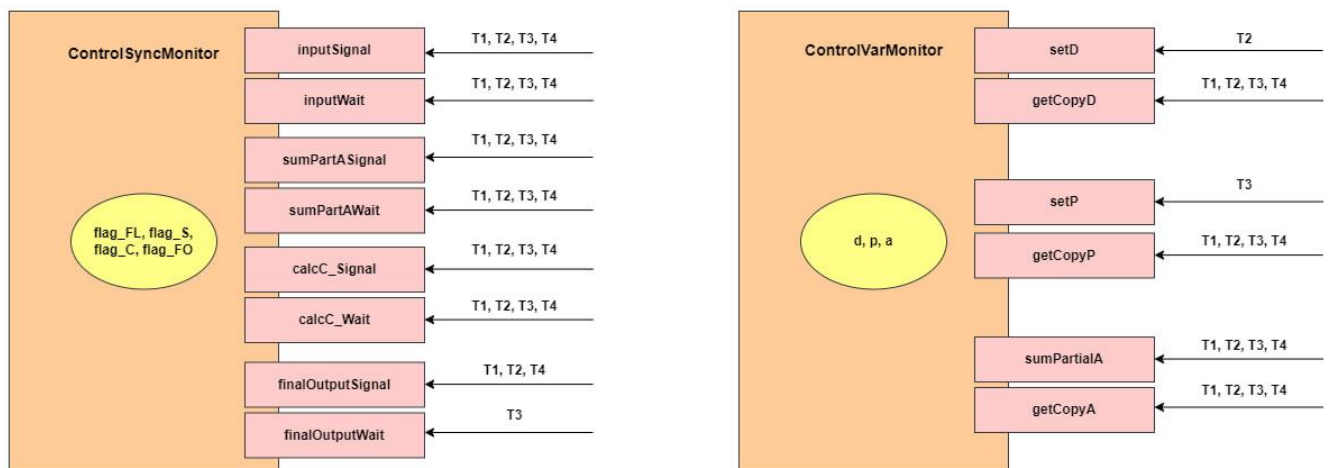 ControlSyncMonitor
inputSignal
T1, T2, T3, T4
inputWait
T1, T2, T3, T4
sumPartASignal
T1, T2, T3, T4
sumPartAWait
T1, T2, T3, T4
flag_FL, flag_S,
flag_C, flag_FO
calcC_Signal
T1, T2, T3, T4
calcC_Wait
T1, T2, T3, T4
finalOutputSignal
T1, T2, T4
finalOutputWait
T3
ControlVarMonitor
setD
T2
getCopyD
T1, T2, T3, T4
setP
T3
d, p, a
getCopyP
T1, T2, T3, T4
sumPartialA
T1, T2, T3, T4
getCopyA
T1, T2, T3, T4